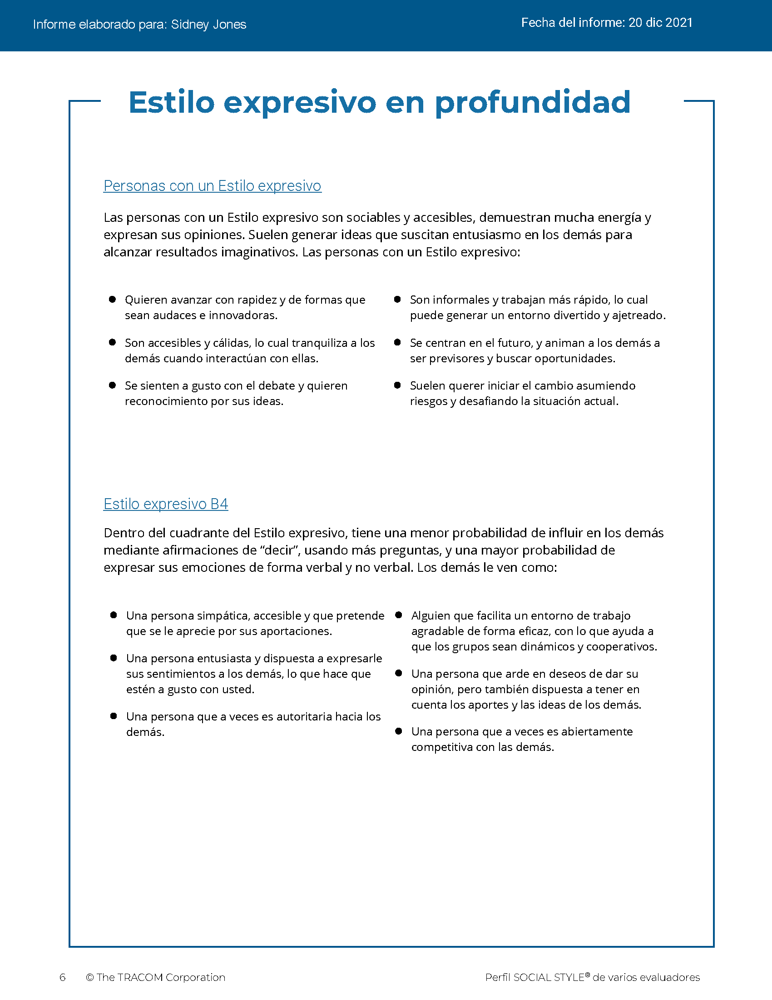 Informe elaborado para: Sidney Jones
Fecha del informe: 20 dic 2021
Estilo expresivo en profundidad
Personas con un Estilo expresivo
Las personas con un Estilo expresivo son sociables y accesibles, demuestran mucha energía y
expresan sus opiniones. Suelen generar ideas que suscitan entusiasmo en los demás para
alcanzar resultados imaginativos. Las personas con un Estilo expresivo:
● Quieren avanzar con rapidez y de formas que
sean audaces e innovadoras.
● Son accesibles y cálidas, lo cual tranquiliza a los
demás cuando interactúan con ellas.
● Se sienten a gusto con el debate y quieren
reconocimiento por sus ideas.
● Son informales y trabajan más rápido, lo cual
puede generar un entorno divertido y ajetreado.
● Se centran en el futuro, y animan a los demás a
ser previsores y buscar oportunidades.
● Suelen querer iniciar el cambio asumiendo
riesgos y desafiando la situación actual.
Estilo expresivo B4
Dentro del cuadrante del Estilo expresivo, tiene una menor probabilidad de influir en los demás
mediante afirmaciones de “decir”, usando más preguntas, y una mayor probabilidad de
expresar sus emociones de forma verbal y no verbal. Los demás le ven como:
● Una persona simpática, accesible y que pretende
que se le aprecie por sus aportaciones.
● Una persona entusiasta y dispuesta a expresarle
sus sentimientos a los demás, lo que hace que
estén a gusto con usted.
● Una persona que a veces es autoritaria hacia los
demás.
● Alguien que facilita un entorno de trabajo
agradable de forma eficaz, con lo que ayuda a
que los grupos sean dinámicos y cooperativos.
● Una persona que arde en deseos de dar su
opinión, pero también dispuesta a tener en
cuenta los aportes y las ideas de los demás.
● Una persona que a veces es abiertamente
competitiva con las demás.
6 © The TRACOM Corporation
Perfil SOCIAL STYLE® de varios evaluadores